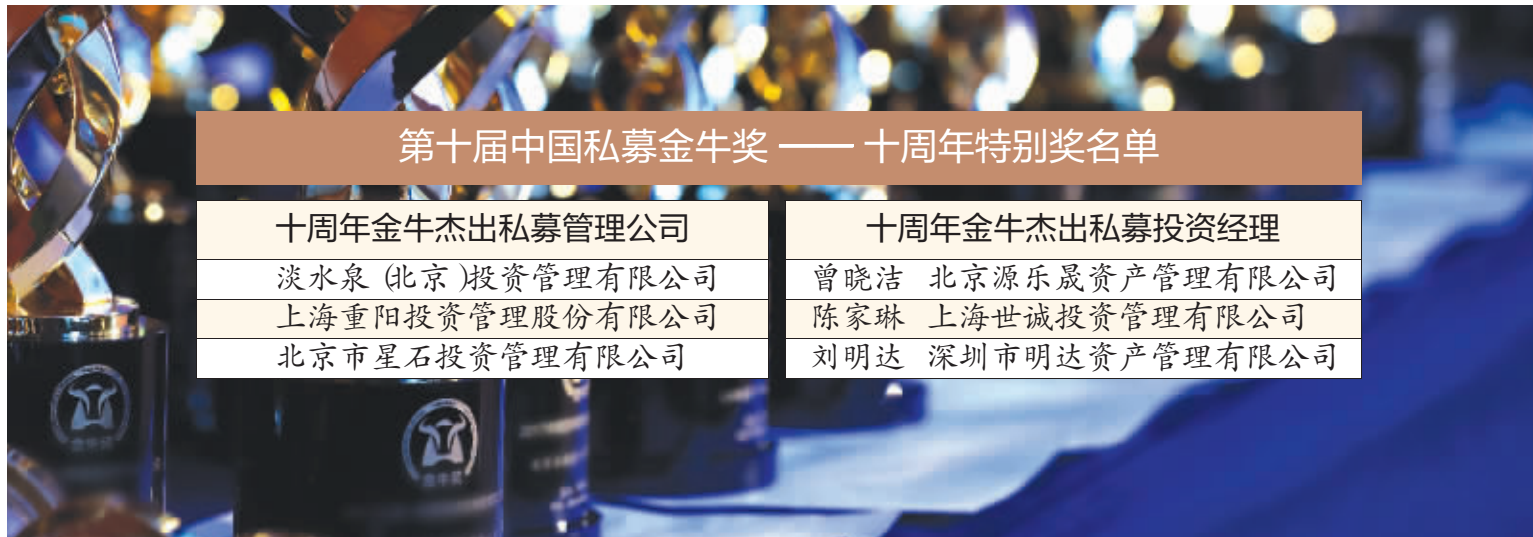 第十届中国私募金牛奖 —— 十周年特别奖名单
十周年金牛杰出私募管理公司
淡水泉(北京)投资管理有限公司
上海重阳投资管理股份有限公司
北京市星石投资管理有限公司
十周年金牛杰出私募投资经理
曾晓洁 北京源乐晟资产管理有限公司
陈家琳 上海世诚投资管理有限公司
刘明达 深圳市明达资产管理有限公司
金牛奖
金牛奖